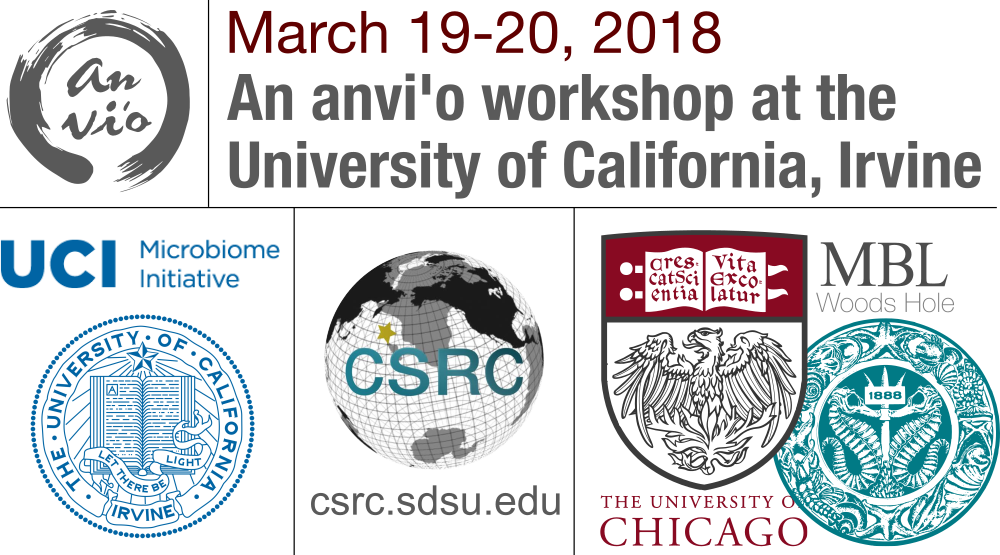 An
vi'o
March 19-20, 2018
An anvi'o workshop at the
University of California, Irvine
UCI Microbiome
Initiative
THE · UNIVERSITY · OF · CALIFORNIA
A
LET THERE BE LIGHT
IRVINE
CSRC
csrc.sdsu.edu
Cres-
catSci
entia
Vita
Exco-
latur
THE UNIVERSITY O
CHICAGO
MBL
Woods Hole
1888